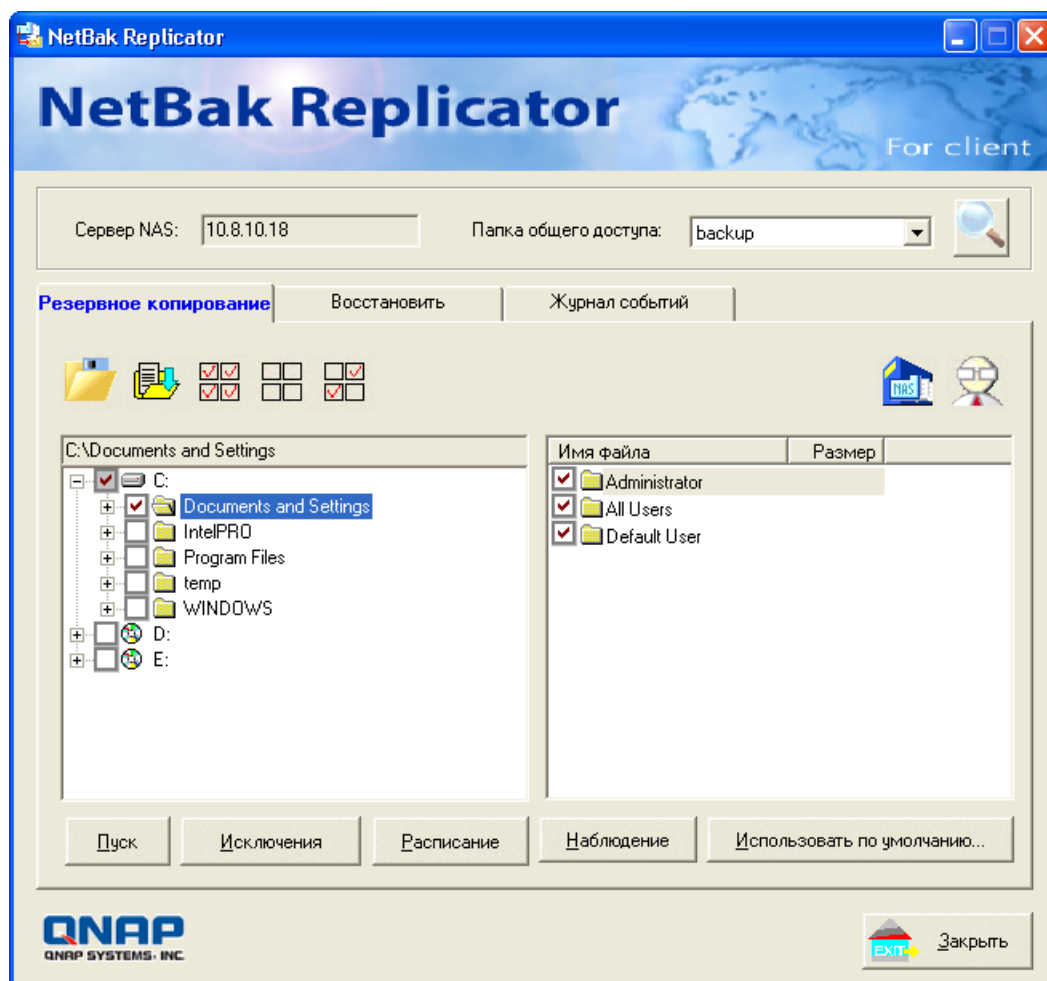 NetBak Replicator
NetBak Replicator
For client
Сервер NAS: 10.8.10.18 Папка общего доступа: backup
Резервное копирование Восстановить Журнал событий
NAS
C:\Documents and Settings
C:
Documents and Settings
IntelPRO
Program Files
temp
WINDOWS
D:
E:
Имя файла Размер
Administrator
All Users
Default User
Пуск Исключения Расписание Наблюдение Использовать по умолчанию...
QNAP
QNAP SYSTEMS, INC.
EXIT Закрыть